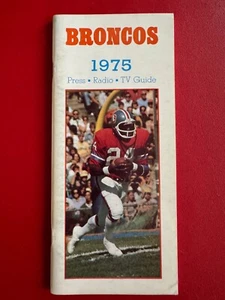 BRONCOS
1975
Press • Radio • TV Guide